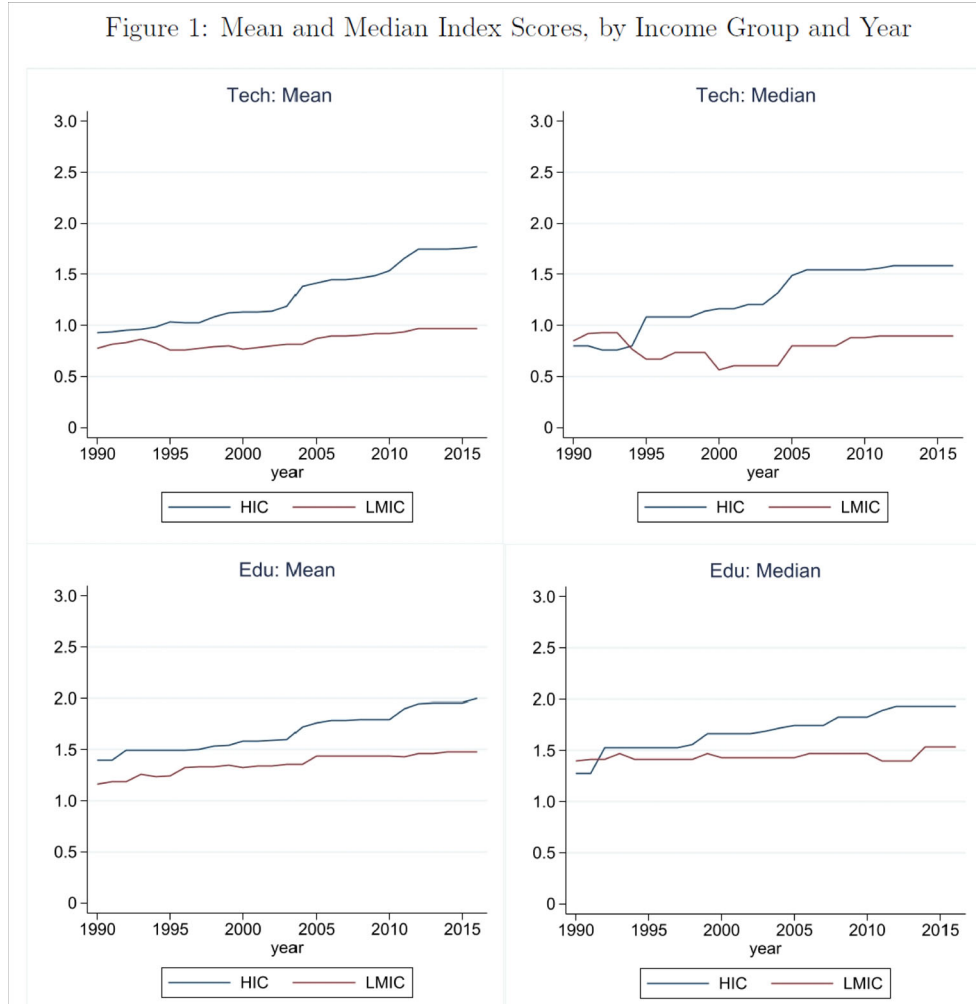 Figure 1: Mean and Median Index Scores, by Income Group and Year
Tech: Mean
3.0
2.5
2.0
1.5
1.0
0.5
0
1990 1995 2000 2005 2010 2015
year
HIC LMIC
Tech: Median
3.0
2.5
2.0
1.5
1.0
0.5
0
1990 1995 2000 2005 2010 2015
year
HIC LMIC
Edu: Mean
3.0
2.5
2.0
1.5
1.0
0.5
0
1990 1995 2000 2005 2010 2015
year
HIC LMIC
Edu: Median
3.0
2.5
2.0
1.5
1.0
0.5
0
1990 1995 2000 2005 2010 2015
year
HIC LMIC